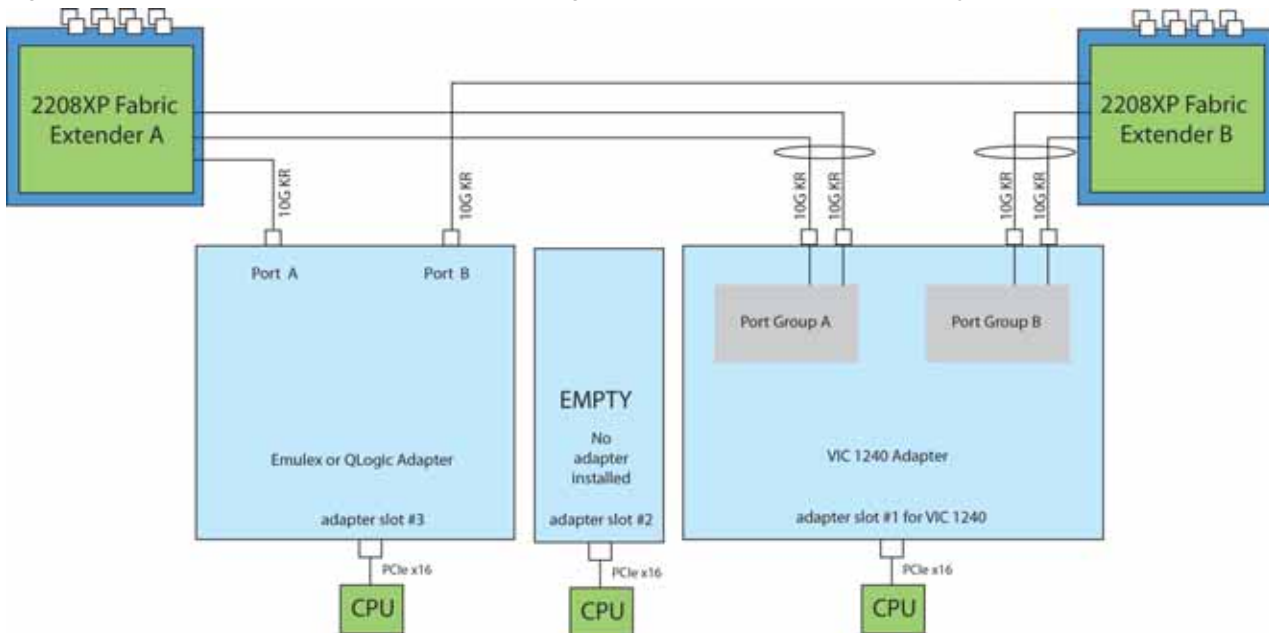 2208XP Fabric
Extender A
2208XP Fabric
Extender B
10G KR
10G KR
10G KR
10G KR
10G KR
10G KR
Port A
Port B
Port Group A
Port Group B
EMPTY
No
adapter
installed
Emulex or QLogic Adapter
VIC 1240 Adapter
adapter slot #3
adapter slot #2
adapter slot #1 for VIC 1240
PCIe x16
PCIe x16
PCIe x16
CPU
CPU
CPU